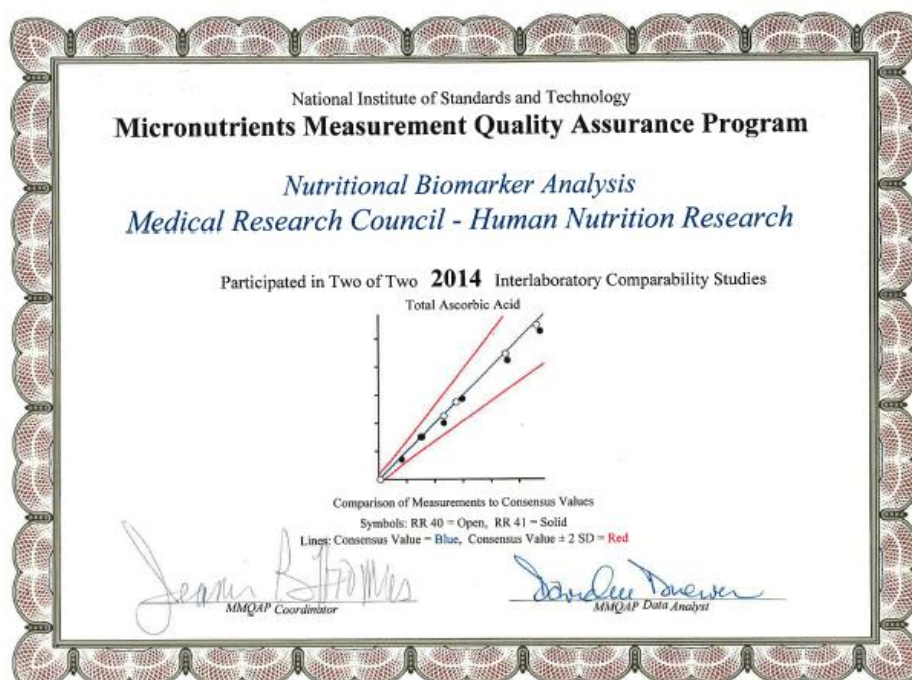 National Institute of Standards and Technology
Micronutrients Measurement Quality Assurance Program
Nutritional Biomarker Analysis
Medical Research Council - Human Nutrition Research
Participated in Two of Two 2014 Interlaboratory Comparability Studies
Total Ascorbic Acid
Comparison of Measurements to Consensus Values
Symbols: RR 40 = Open, RR 41 = Solid
Lines: Consensus Value = Blue, Consensus Value ± 2 SD = Red
MMQAP Coordinator
MMQAP Data Analyst